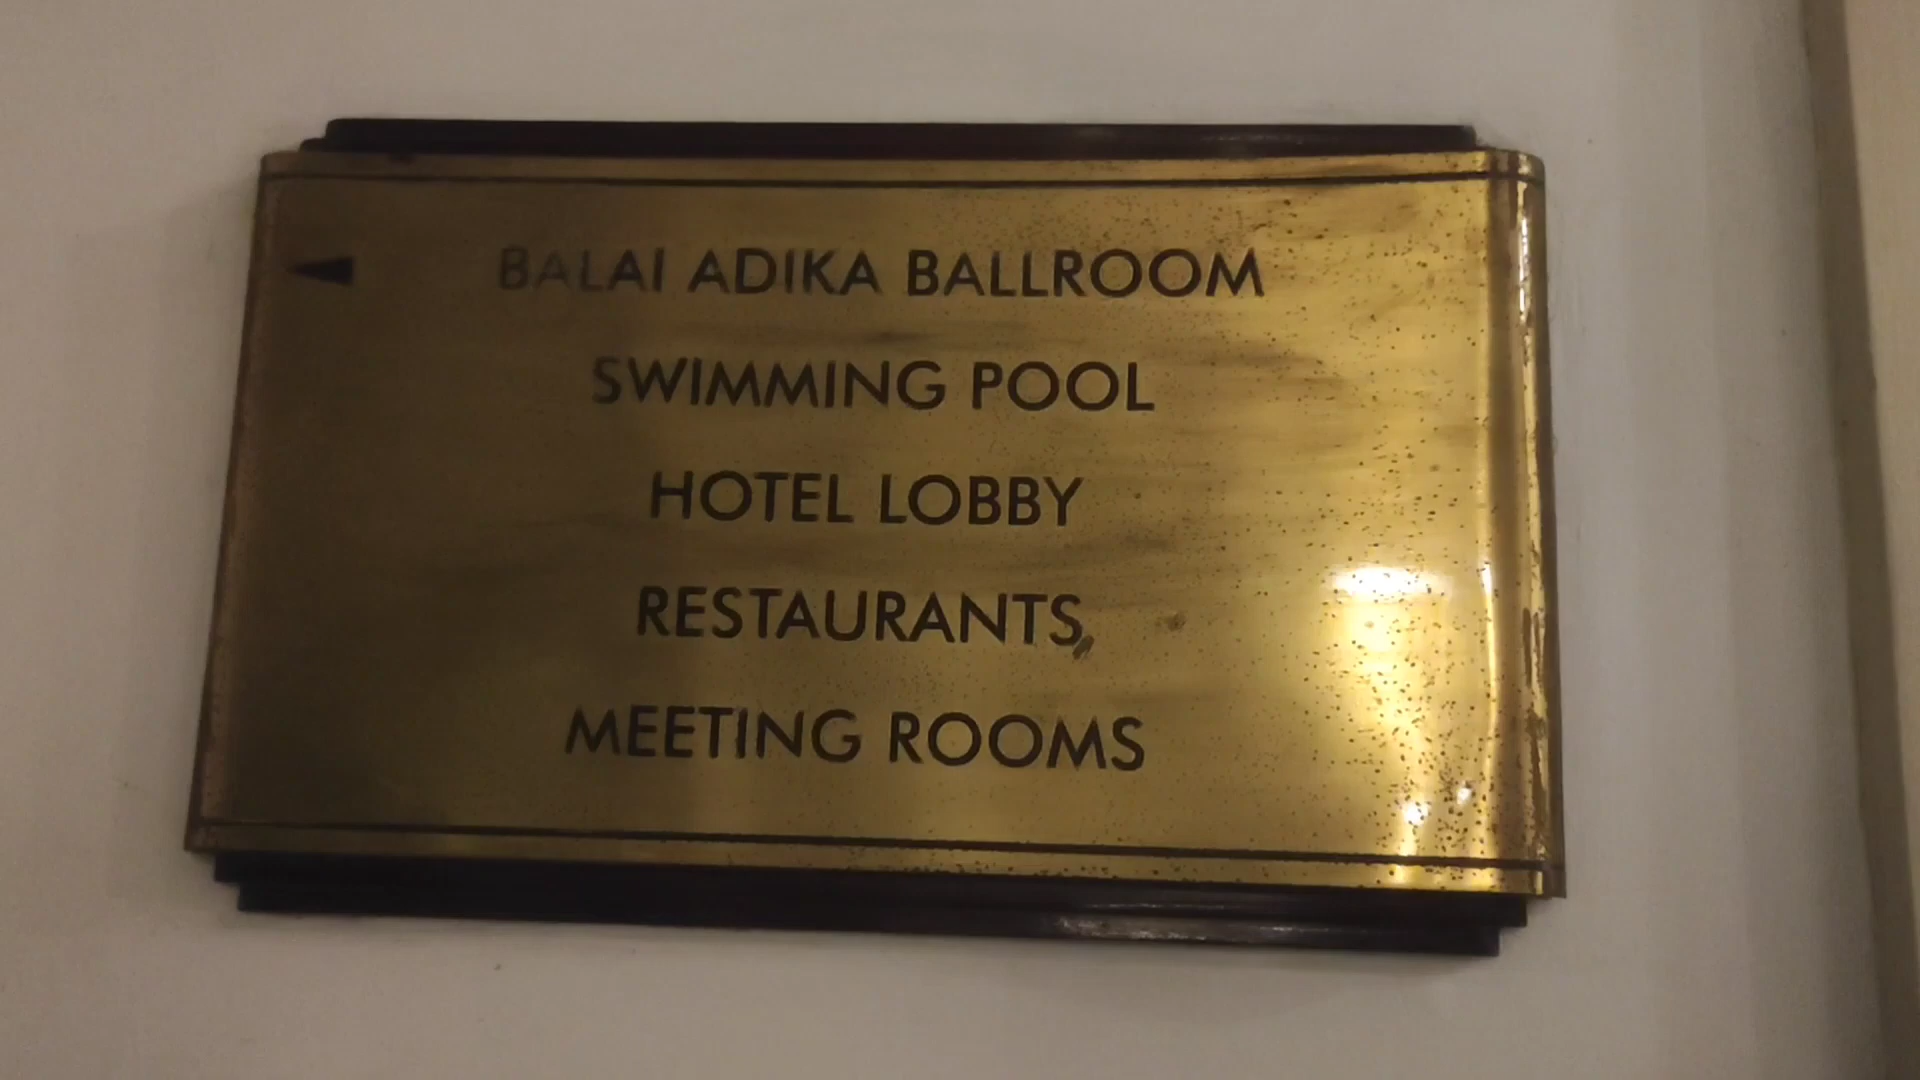 BALAI ADIKA BALLROOM
SWIMMING POOL
HOTEL LOBBY
RESTAURANTS,
MEETING ROOMS